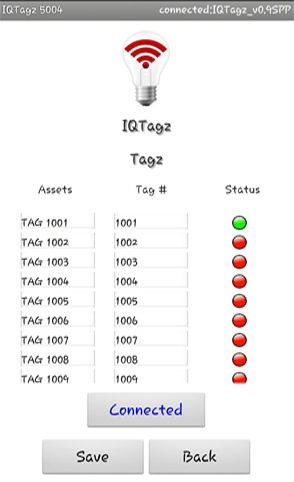 IQTagz 5004 connected:IQTagz_v0.9SPP
IQTagz
Tagz
Assets Tag # Status
TAG 1001 1001
TAG 1002 1002
TAG 1003 1003
TAG 1004 1004
TAG 1005 1005
TAG 1006 1006
TAG 1007 1007
TAG 1008 1008
TAG 1009 1009
Connected
Save Back